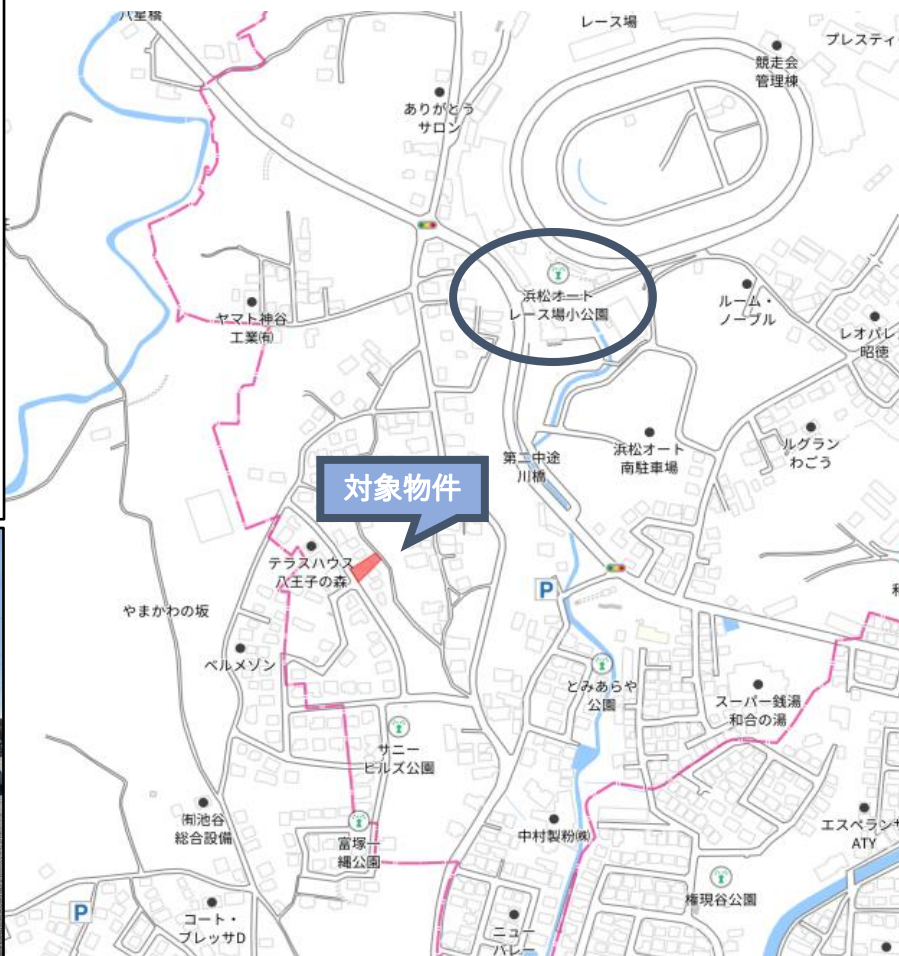 八星橋
レース場
プレスティ
競走会
管理棟
ありがとう
サロン
浜松オート
レース場小公園
ルーム・
ノーブル
レオパレ
昭徳
ヤマト神谷
工業㈲
ルグラン
わごう
第二中途
川橋
浜松オート
南駐車場
対象物件
テラスハウス
八王子の森
P
やまかわの坂
ベルメゾン
とみあらや
公園
スーパー銭湯
和合の湯
サニー
ヒルズ公園
㈲池谷
総合設備
富塚一
縄公園
中村製粉㈱
エスペランサ
ATY
権現谷公園
P
コート・
プレッサD
ニュー
バレー